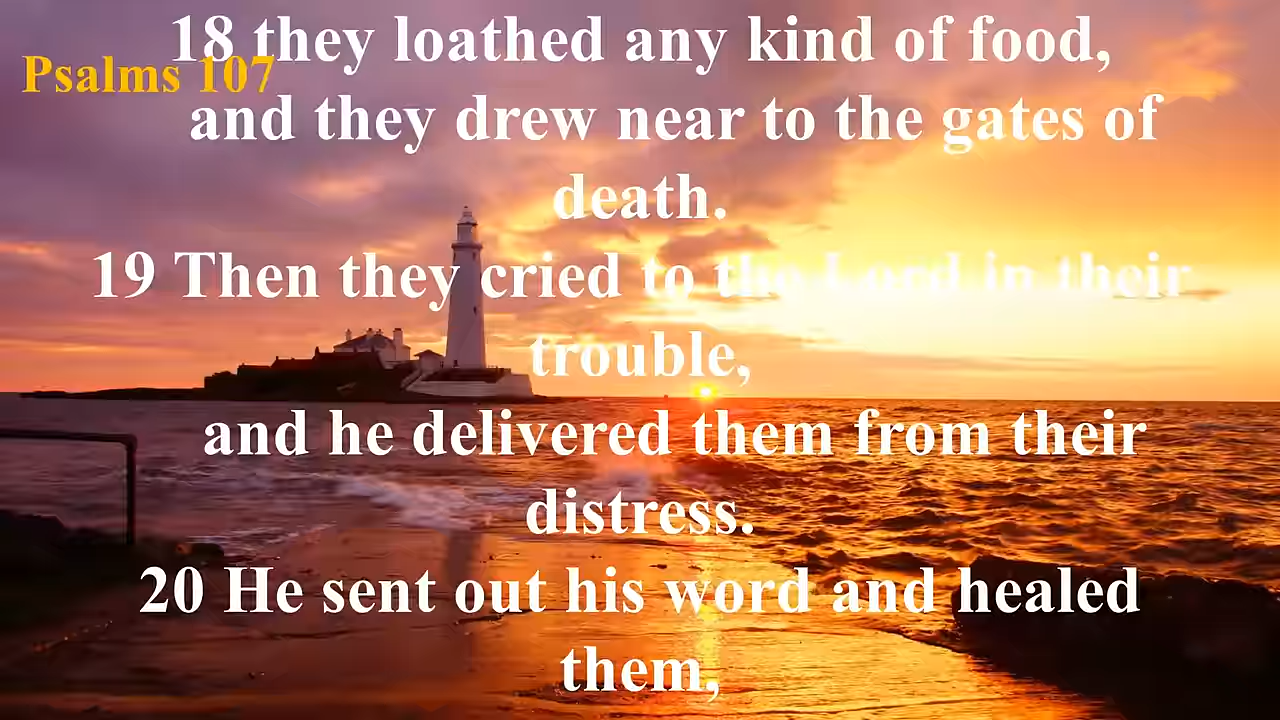 18 they loathed any kind of food,
Psalms 107
and they drew near to the gates of
death.
19 Then they cried to the Lord in their
trouble,
and he delivered them from their
distress.
20 He sent out his word and healed
them,